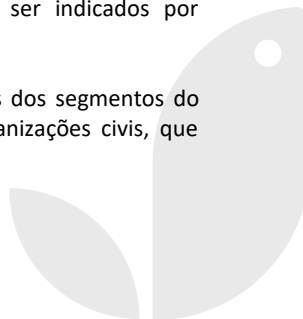 ser indicados por
s dos segmentos do
anizações civis, que